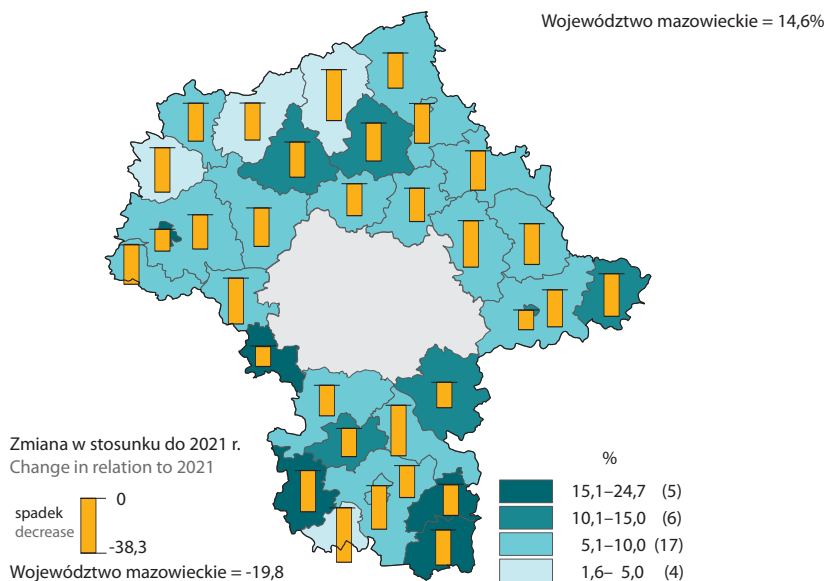 Województwo mazowieckie = 14,6%
Zmiana w stosunku do 2021 r.
Change in relation to 2021
0
spadek
decrease
-38,3
Województwo mazowieckie = -19,8
%
15,1–24,7 (5)
10,1–15,0 (6)
5,1–10,0 (17)
1,6– 5,0 (4)